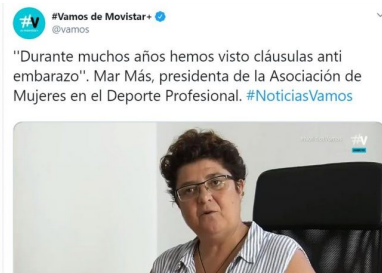 #Vamos de Movistar+
@vamos
"Durante muchos años hemos visto cláusulas anti
embarazo". Mar Más, presidenta de la Asociación de
Mujeres en el Deporte Profesional. #NoticiasVamos